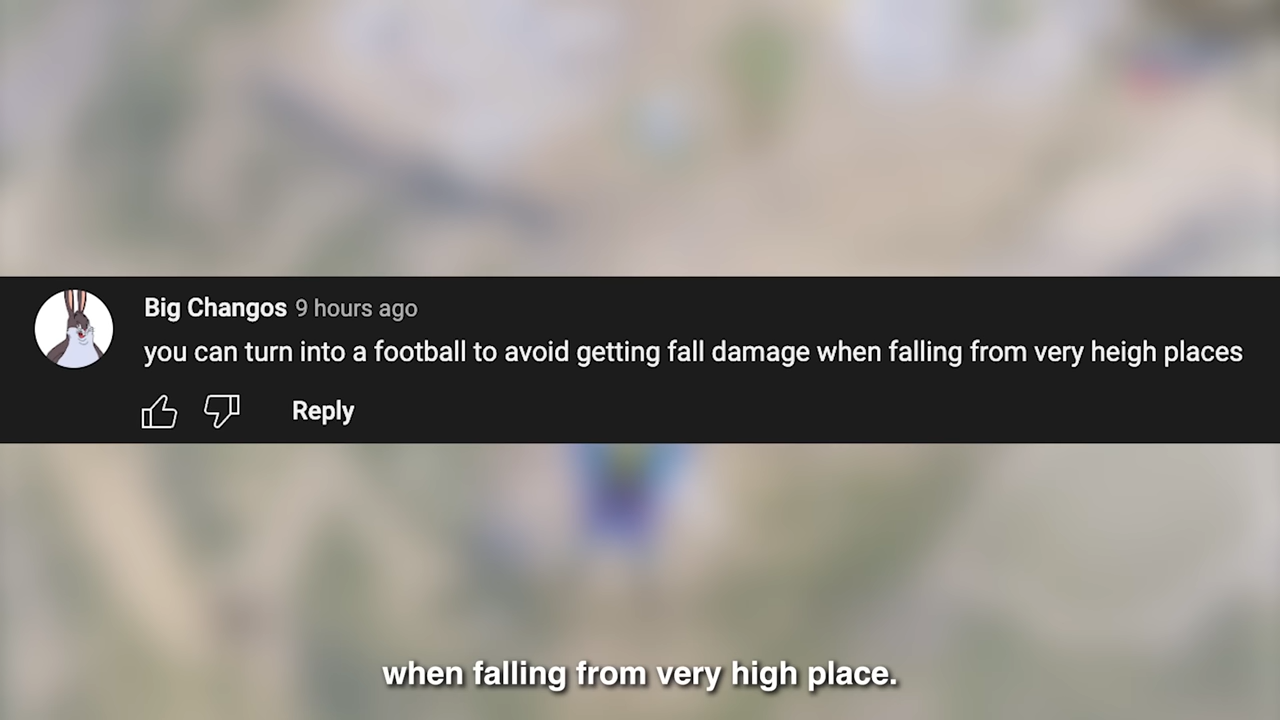 Big Changos 9 hours ago
you can turn into a football to avoid getting fall damage when falling from very heigh places
Reply
when falling from very high place.